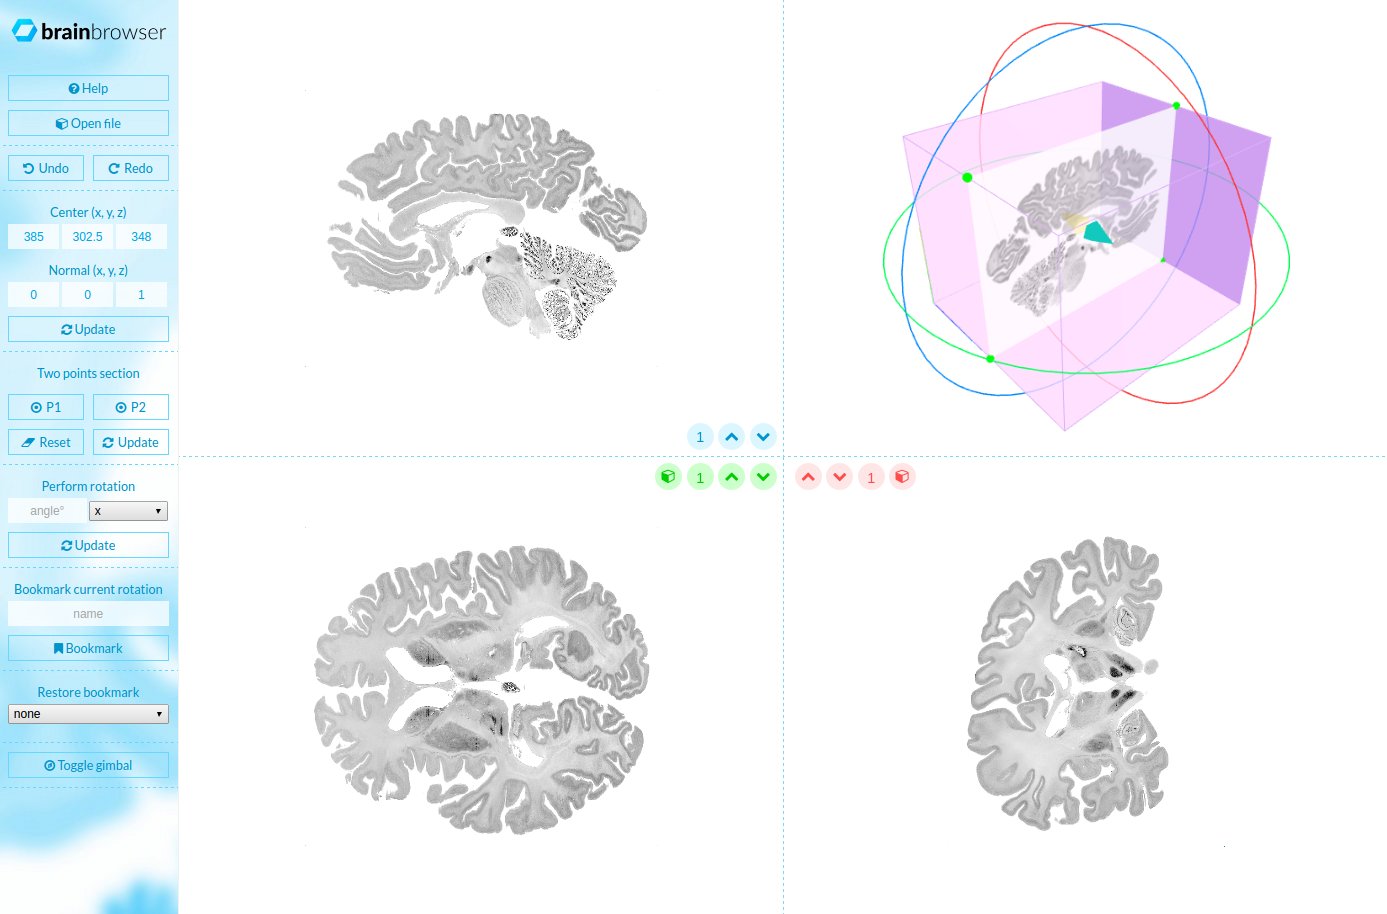 brainbrowser
Help
Open file
Undo Redo
Center (x, y, z)
385 302.5 348
Normal (x, y, z)
0 0 1
Update
Two points section
P1 P2
Reset Update
Perform rotation
angle° x
Update
Bookmark current rotation
name
Bookmark
Restore bookmark
none
Toggle gimbal
1
1
1